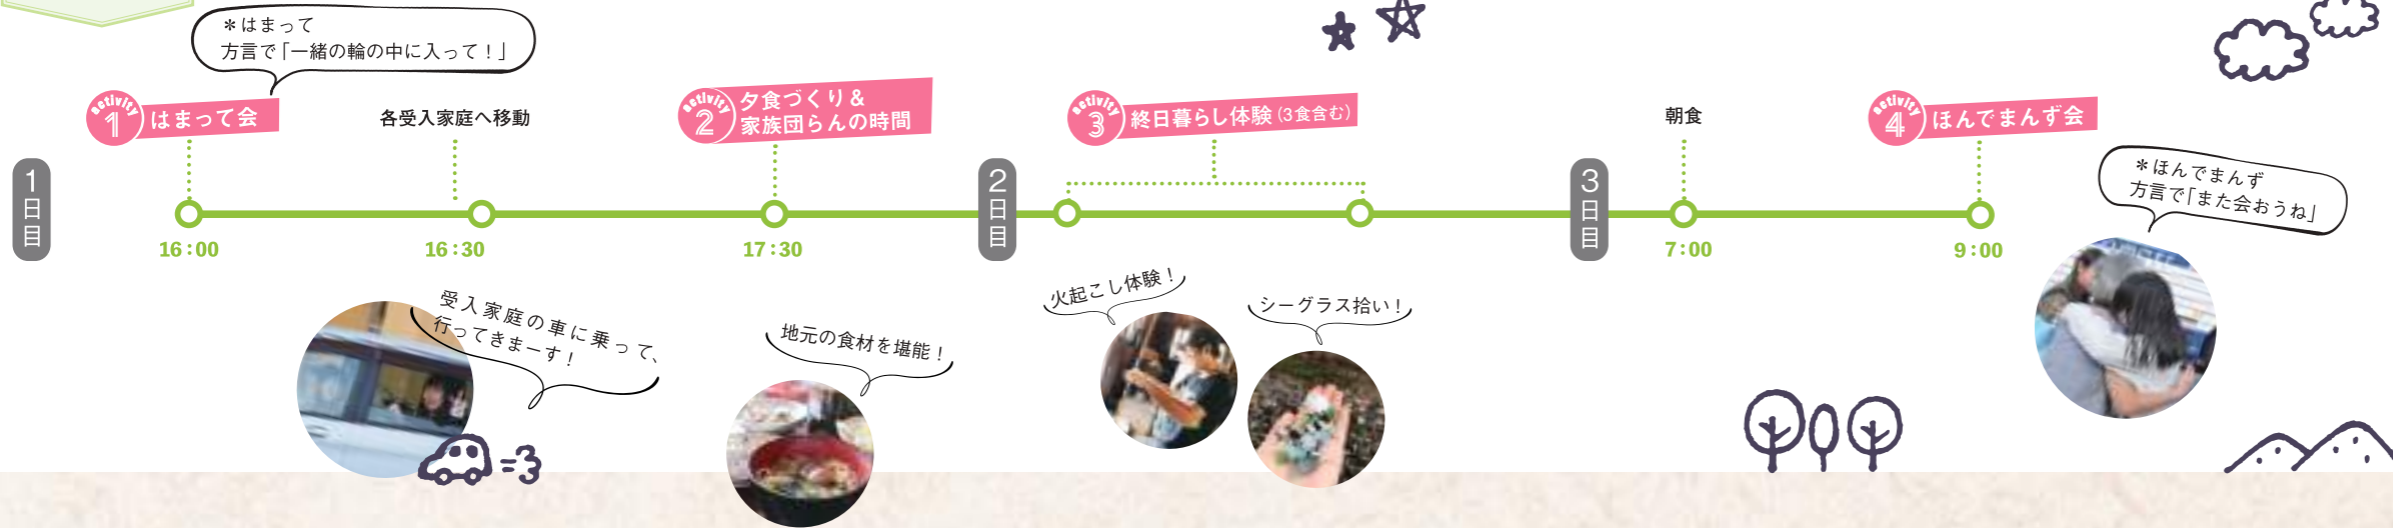 ＊はまって
方言で「一緒の輪の中に入って！」
activity
1
はまって会
各受入家庭へ移動
activity
2
夕食づくり＆
家族団らんの時間
activity
3
終日暮らし体験(3食含む)
朝食
activity
4
ほんでまんず会
＊ほんでまんず
方言で「また会おうね」
1日目
16:00
16:30
17:30
2日目
3日目
7:00
9:00
受入家庭の車に乗って、
行ってきまーす！
地元の食材を堪能！
火起こし体験！
シーグラス拾い！